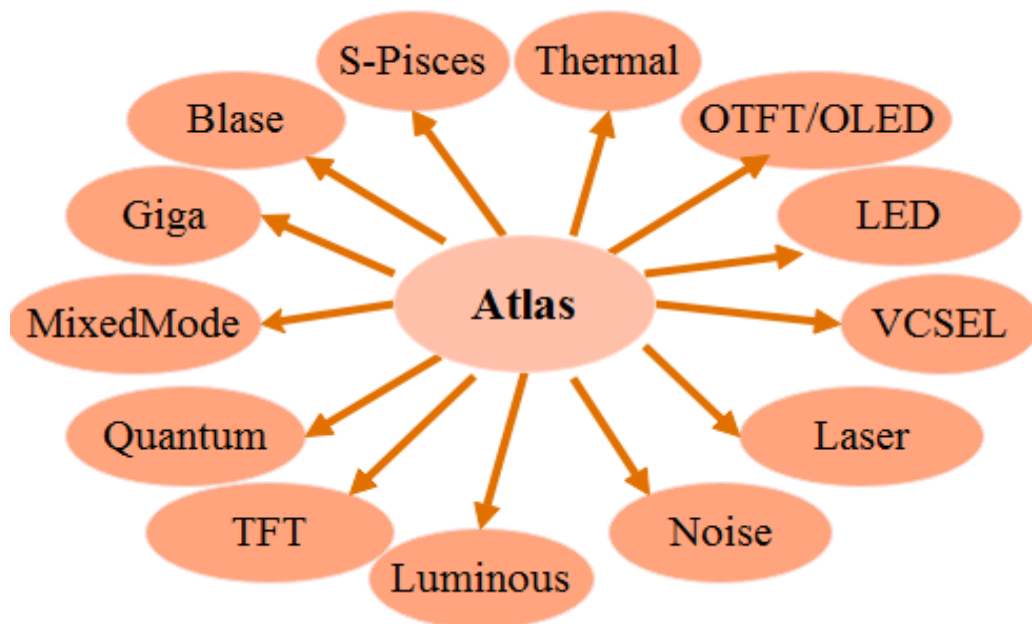 S-Pisces
Thermal
Blase
OTFT/OLED
Giga
LED
Atlas
MixedMode
VCSEL
Quantum
Laser
TFT
Noise
Luminous